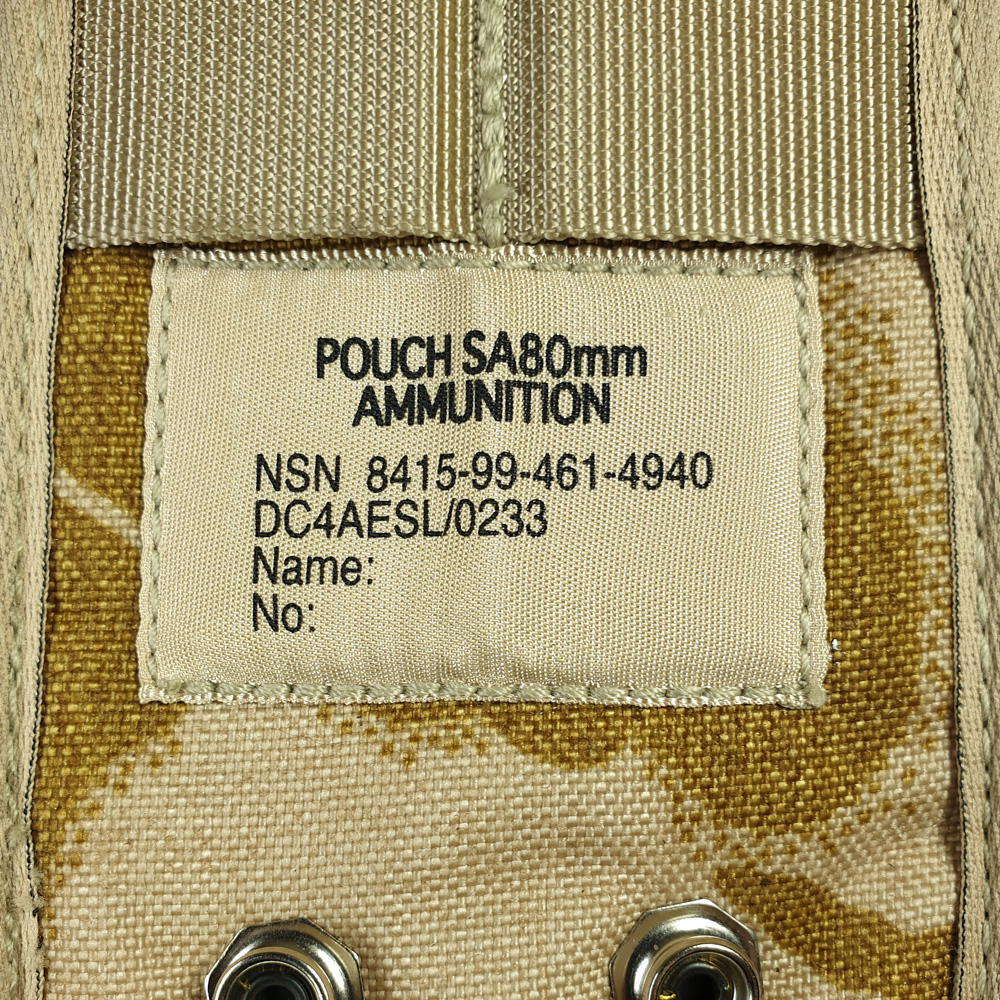 POUCH SA80mm
AMMUNITION
NSN 8415-99-461-4940
DC4AESL/0233
Name:
No: